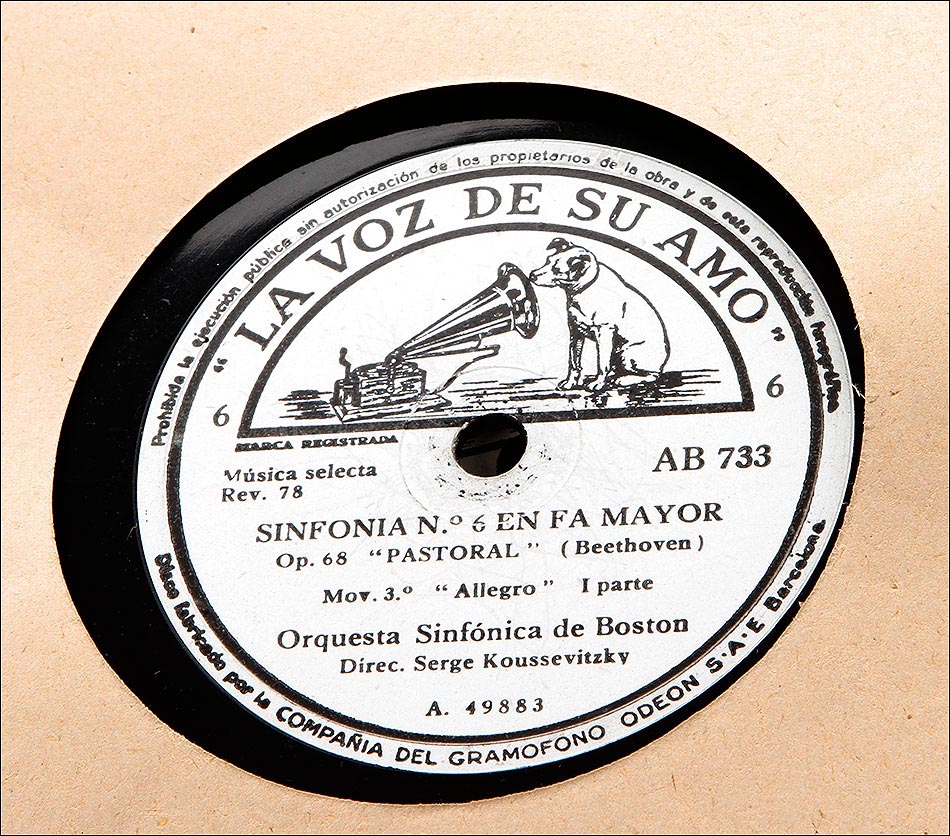 Prohibida la ejecución pública sin autorización de los propietarios de la obra y de este reproducción fonográfica
"LA VOZ DE SU AMO"
6 6
MARCA REGISTRADA
Música selecta
Rev. 78
AB 733
SINFONIA N.º 6 EN FA MAYOR
Op. 68 "PASTORAL" (Beethoven)
Mov. 3.º "Allegro" I parte
Orquesta Sinfónica de Boston
Direc. Serge Koussevitzky
A. 49883
Disco fabricado por la COMPAÑIA DEL GRAMOFONO ODEON S·A·E Barcelona